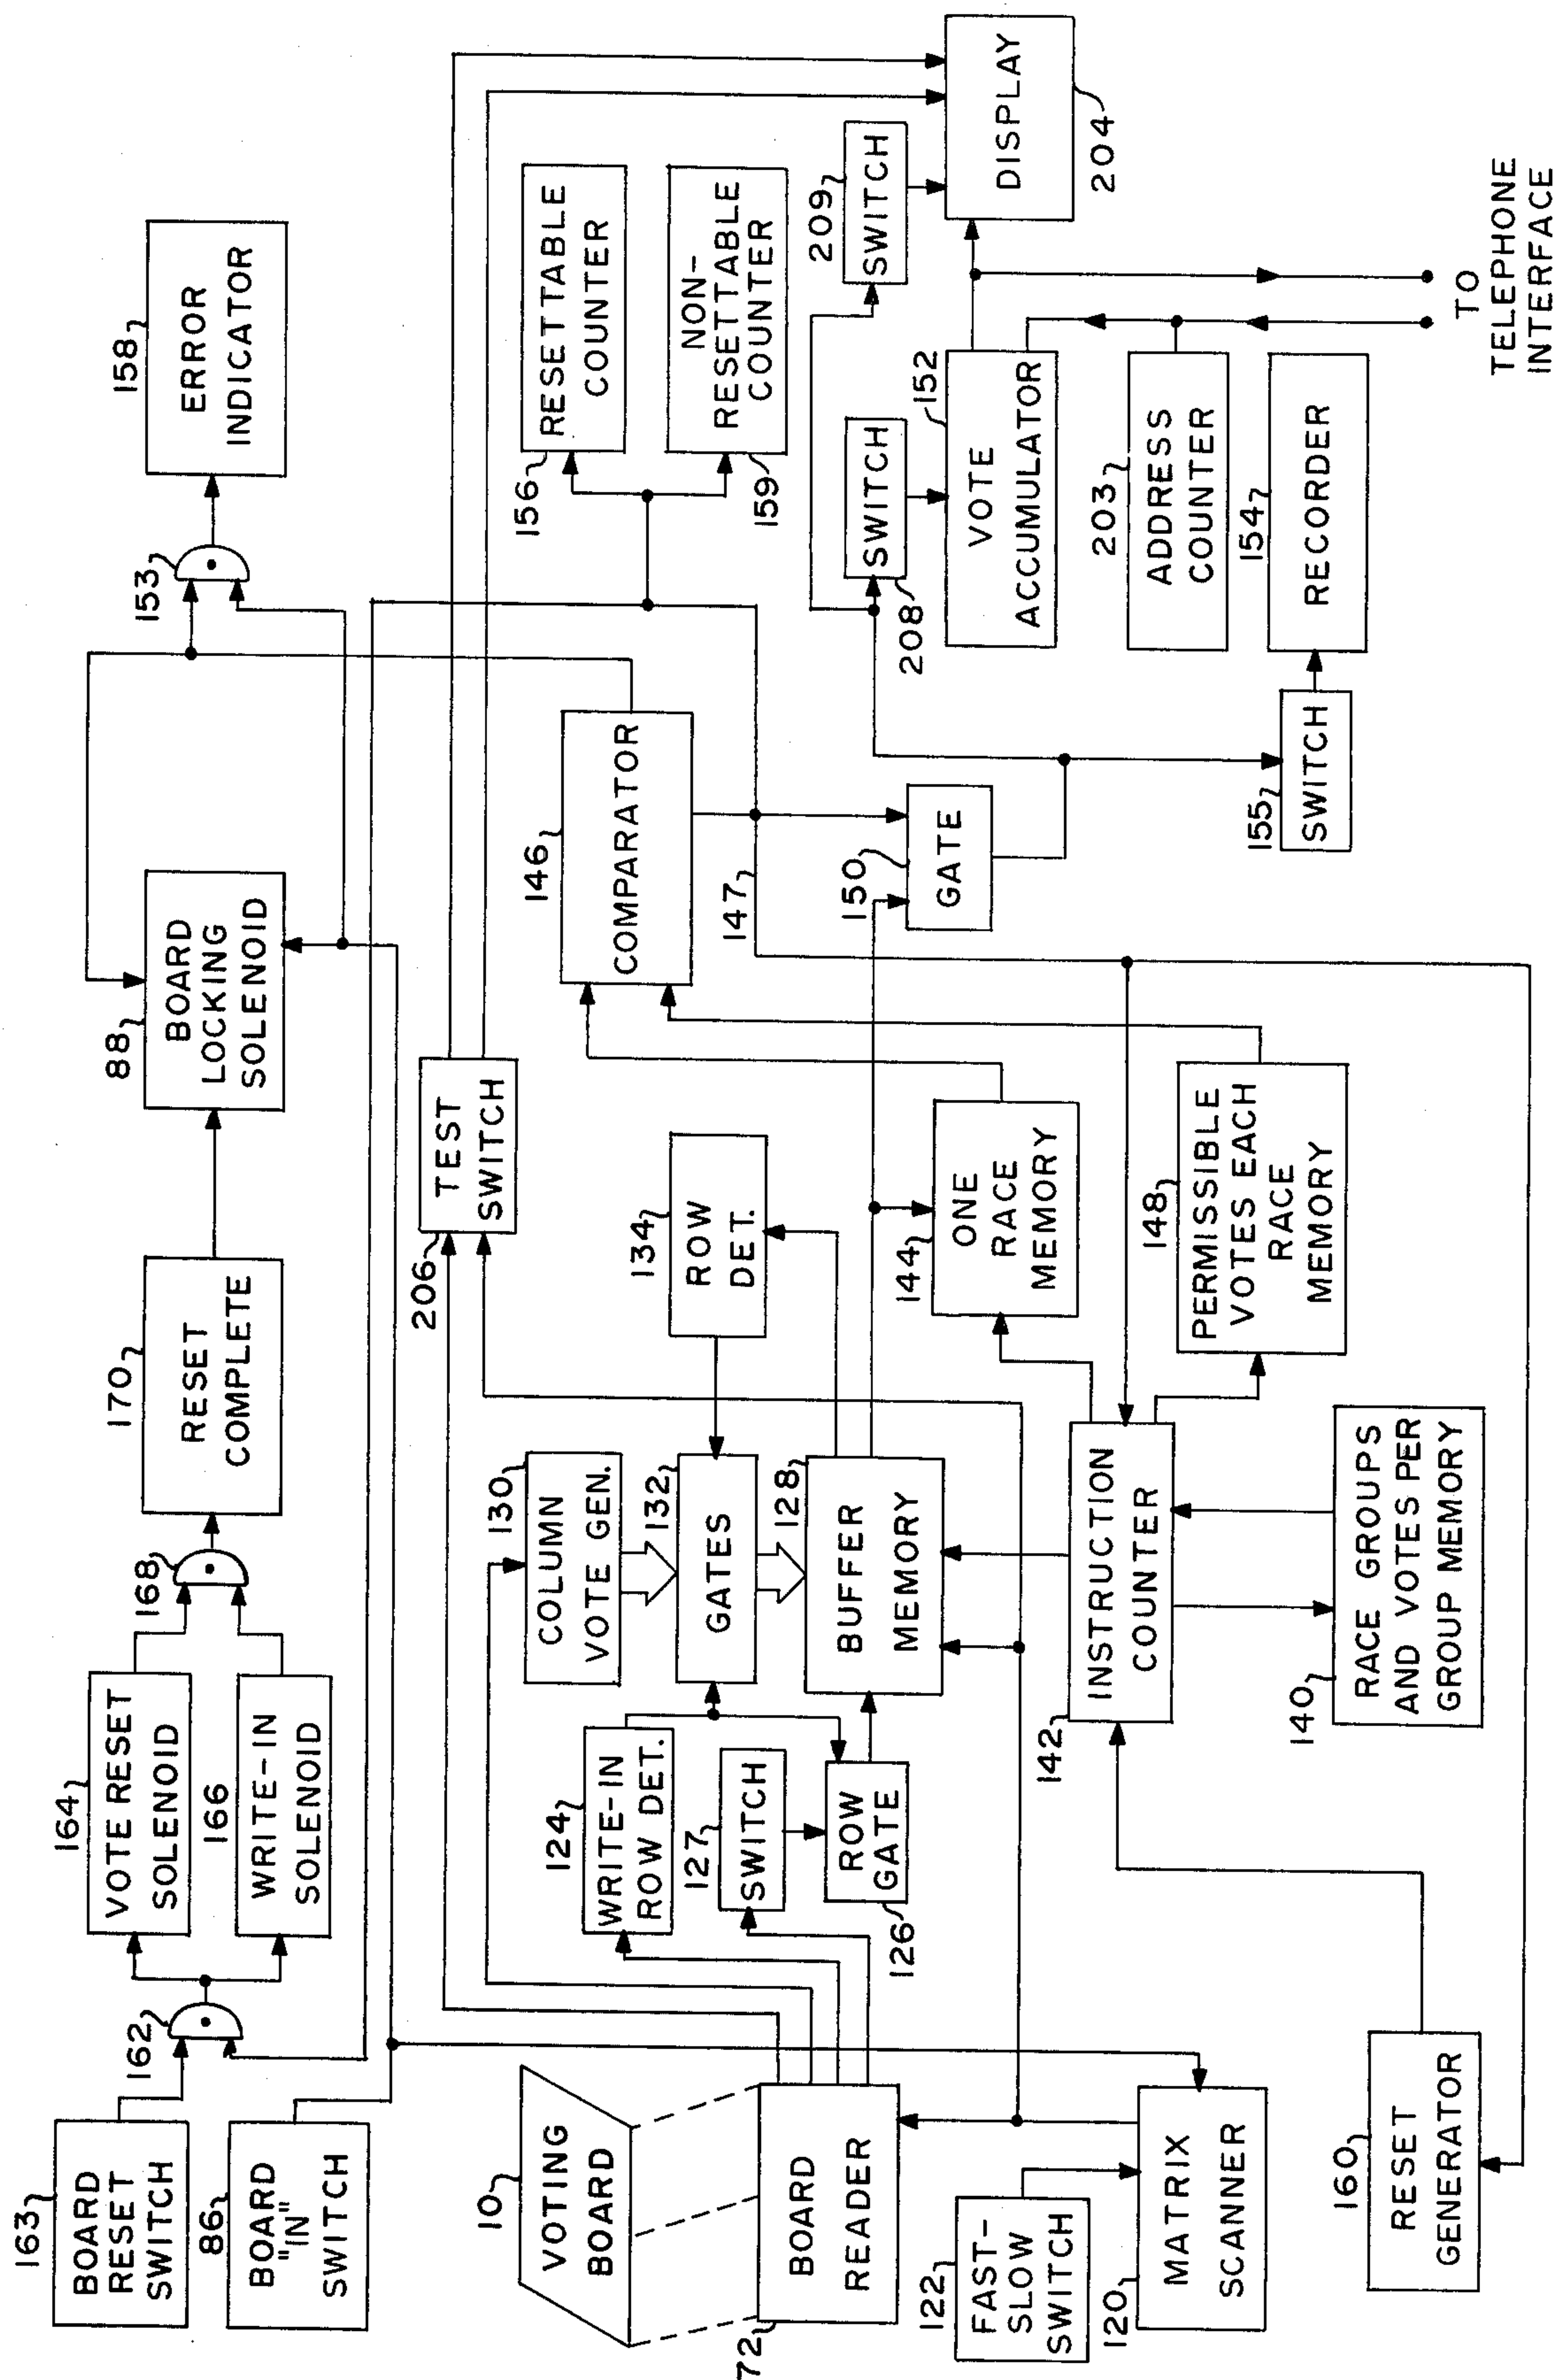 163
BOARD
RESET
SWITCH
86
BOARD
"IN"
SWITCH
162
164
VOTE RESET
SOLENOID
166
WRITE-IN
SOLENOID
168
170
RESET
COMPLETE
88
BOARD
LOCKING
SOLENOID
153
158
ERROR
INDICATOR
10
VOTING
BOARD
72
BOARD
READER
122
FAST-
SLOW
SWITCH
120
MATRIX
SCANNER
160
RESET
GENERATOR
124
WRITE-IN
ROW DET.
127
SWITCH
126
ROW
GATE
130
COLUMN
VOTE GEN.
132
GATES
128
BUFFER
MEMORY
134
ROW
DET.
206
TEST
SWITCH
142
INSTRUCTION
COUNTER
140
RACE GROUPS
AND VOTES PER
GROUP MEMORY
144
ONE
RACE
MEMORY
148
PERMISSIBLE
VOTES EACH
RACE
MEMORY
146
COMPARATOR
147
150
GATE
155
SWITCH
154
RECORDER
156
RESETTABLE
COUNTER
159
NON-
RESETTABLE
COUNTER
208
SWITCH
209
SWITCH
152
VOTE
ACCUMULATOR
203
ADDRESS
COUNTER
DISPLAY
204
TO
TELEPHONE
INTERFACE